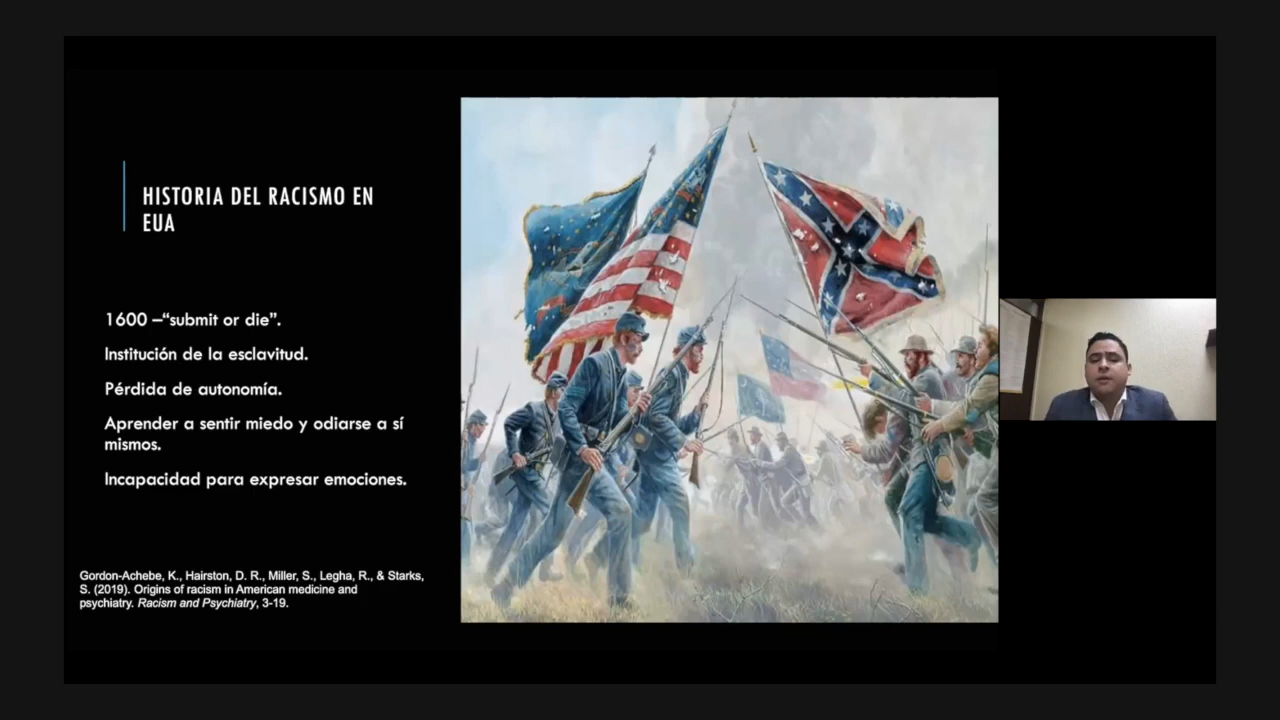 HISTORIA DEL RACISMO EN
EUA
1600 –“submit or die”.
Institución de la esclavitud.
Pérdida de autonomía.
Aprender a sentir miedo y odiarse a sí
mismos.
Incapacidad para expresar emociones.
Gordon-Achebe, K., Hairston, D. R., Miller, S., Legha, R., & Starks,
S. (2019). Origins of racism in American medicine and
psychiatry. Racism and Psychiatry, 3-19.